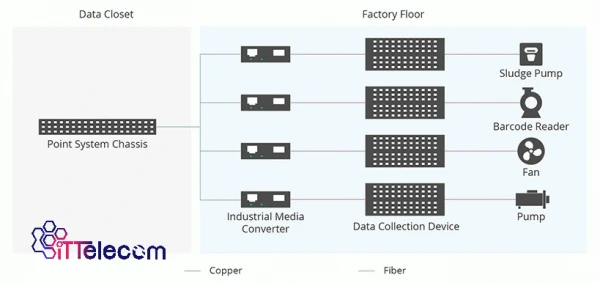 Data Closet
Factory Floor
Sludge Pump
Barcode Reader
Point System Chassis
Fan
Industrial Media
Converter
Data Collection Device
Pump
iTTelecom
Copper
Fiber